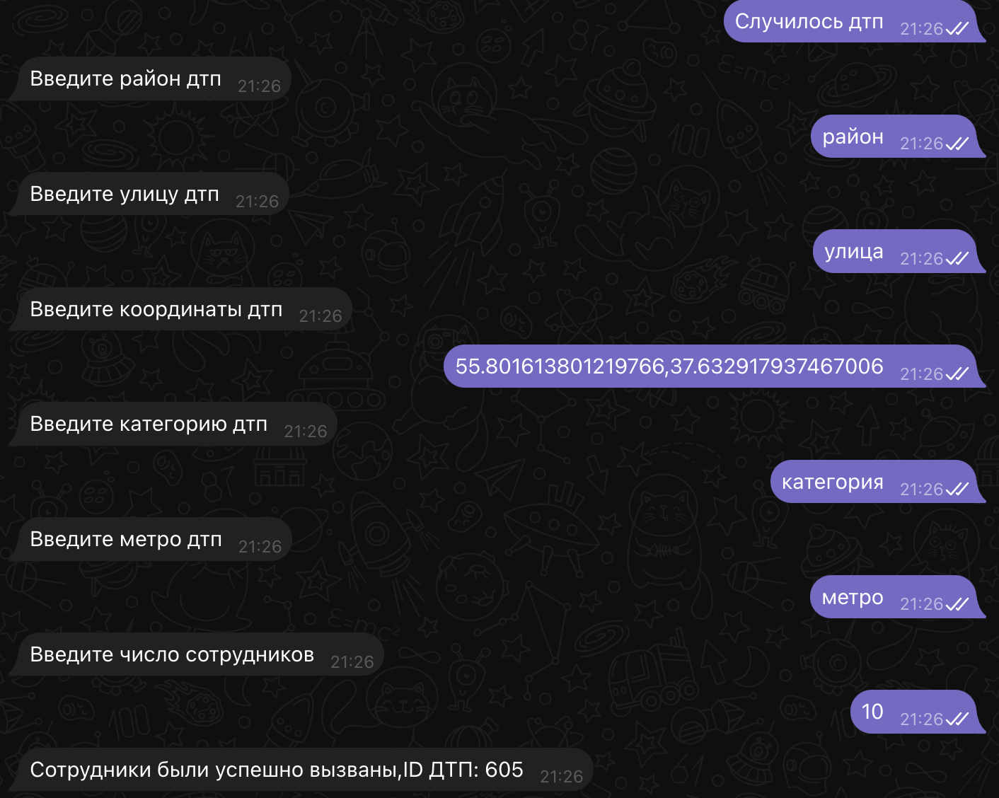 Случилось дтп 21:26
Введите район дтп 21:26
район 21:26
Введите улицу дтп 21:26
улица 21:26
Введите координаты дтп 21:26
55.801613801219766,37.632917937467006 21:26
Введите категорию дтп 21:26
категория 21:26
Введите метро дтп 21:26
метро 21:26
Введите число сотрудников 21:26
10 21:26
Сотрудники были успешно вызваны,ID ДТП: 605 21:26